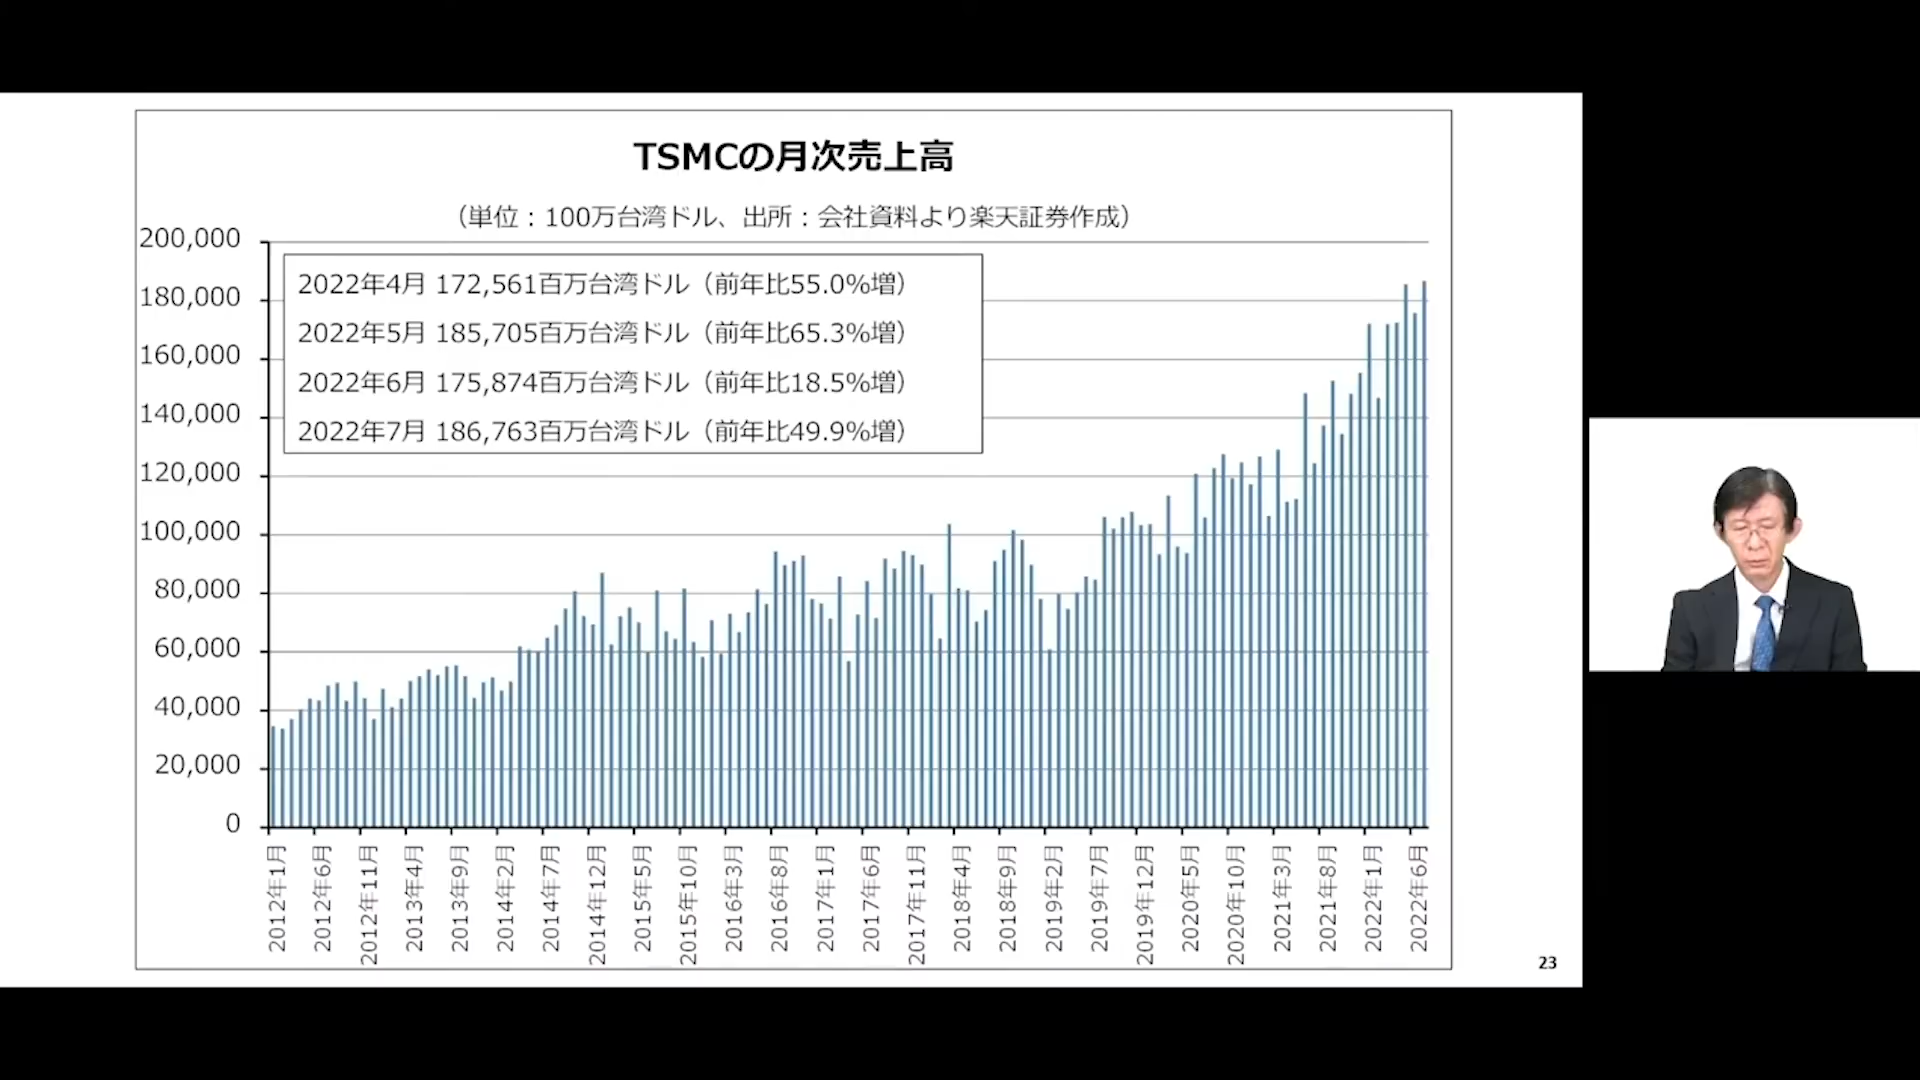 TSMCの月次売上高
（単位：100万台湾ドル、出所：会社資料より楽天証券作成）
200,000
180,000
160,000
140,000
120,000
100,000
80,000
60,000
40,000
20,000
0
2022年4月 172,561百万台湾ドル（前年比55.0%増）
2022年5月 185,705百万台湾ドル（前年比65.3%増）
2022年6月 175,874百万台湾ドル（前年比18.5%増）
2022年7月 186,763百万台湾ドル（前年比49.9%増）
2012年1月
2012年6月
2012年11月
2013年4月
2013年9月
2014年2月
2014年7月
2014年12月
2015年5月
2015年10月
2016年3月
2016年8月
2017年1月
2017年6月
2017年11月
2018年4月
2018年9月
2019年2月
2019年7月
2019年12月
2020年5月
2020年10月
2021年3月
2021年8月
2022年1月
2022年6月
23